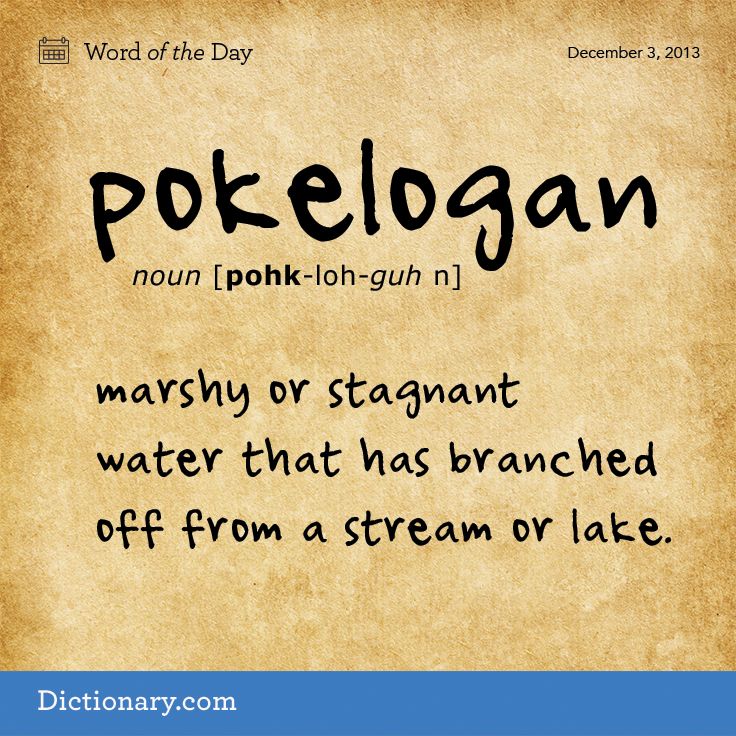 Word of the Day
December 3, 2013
pokelogan
noun [pohk-loh-guh n]
marshy or stagnant
water that has branched
off from a stream or lake.
Dictionary.com